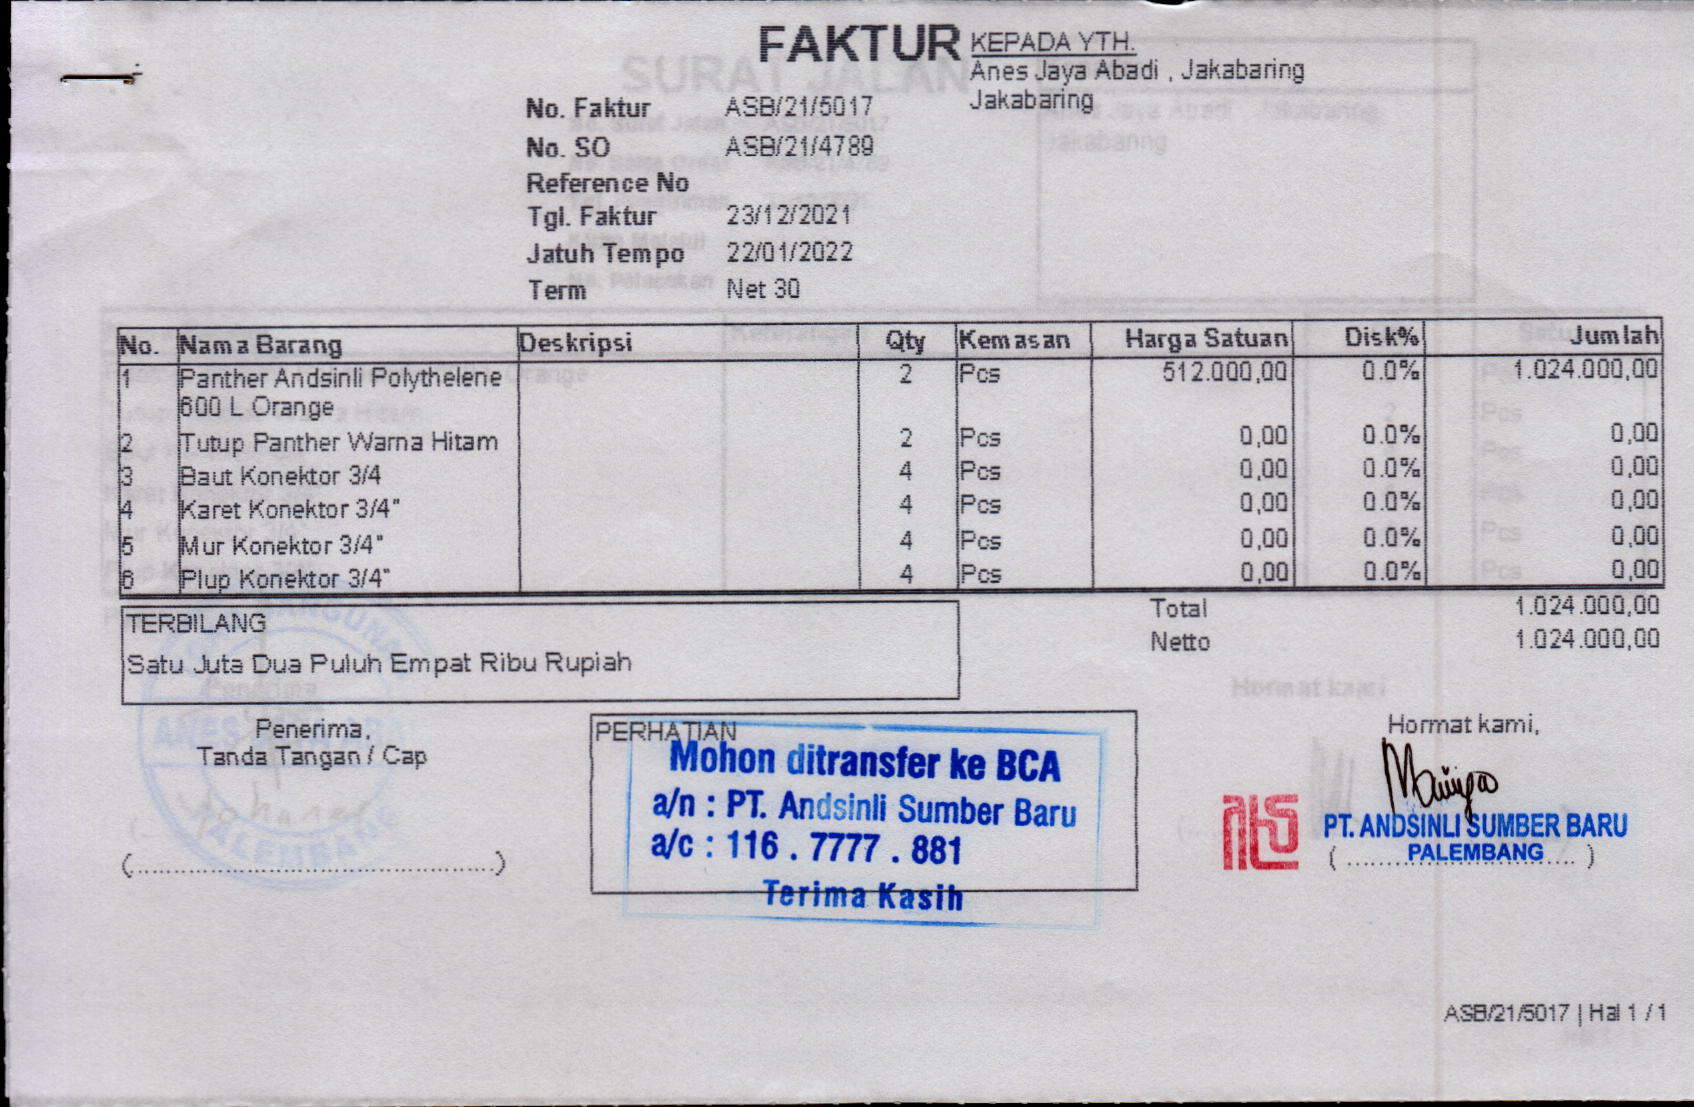 FAKTUR
KEPADA YTH.
Anes Jaya Abadi , Jakabaring
Jakabaring
No. Faktur ASB/21/5017
No. SO ASB/21/4789
Reference No
Tgl. Faktur 23/12/2021
Jatuh Tempo 22/01/2022
Term Net 30
No. Nama Barang Deskripsi Qty Kemasan Harga Satuan Disk% Jumlah
1 Panther Andsinli Polythelene 2 Pcs 512.000,00 0.0% 1.024.000,00
600 L Orange
2 Tutup Panther Warna Hitam 2 Pcs 0,00 0.0% 0,00
3 Baut Konektor 3/4 4 Pcs 0,00 0.0% 0,00
4 Karet Konektor 3/4" 4 Pcs 0,00 0.0% 0,00
5 Mur Konektor 3/4" 4 Pcs 0,00 0.0% 0,00
6 Plup Konektor 3/4" 4 Pcs 0,00 0.0% 0,00
Total 1.024.000,00
Netto 1.024.000,00
TERBILANG
Satu Juta Dua Puluh Empat Ribu Rupiah
Penerima,
Tanda Tangan / Cap
(................................................)
PERHATIAN
Mohon ditransfer ke BCA
a/n : PT. Andsinli Sumber Baru
a/c : 116 . 7777 . 881
Terima Kasih
Hormat kami,
PT. ANDSINLI SUMBER BARU
PALEMBANG
ASB/21/5017 | Hal 1 / 1